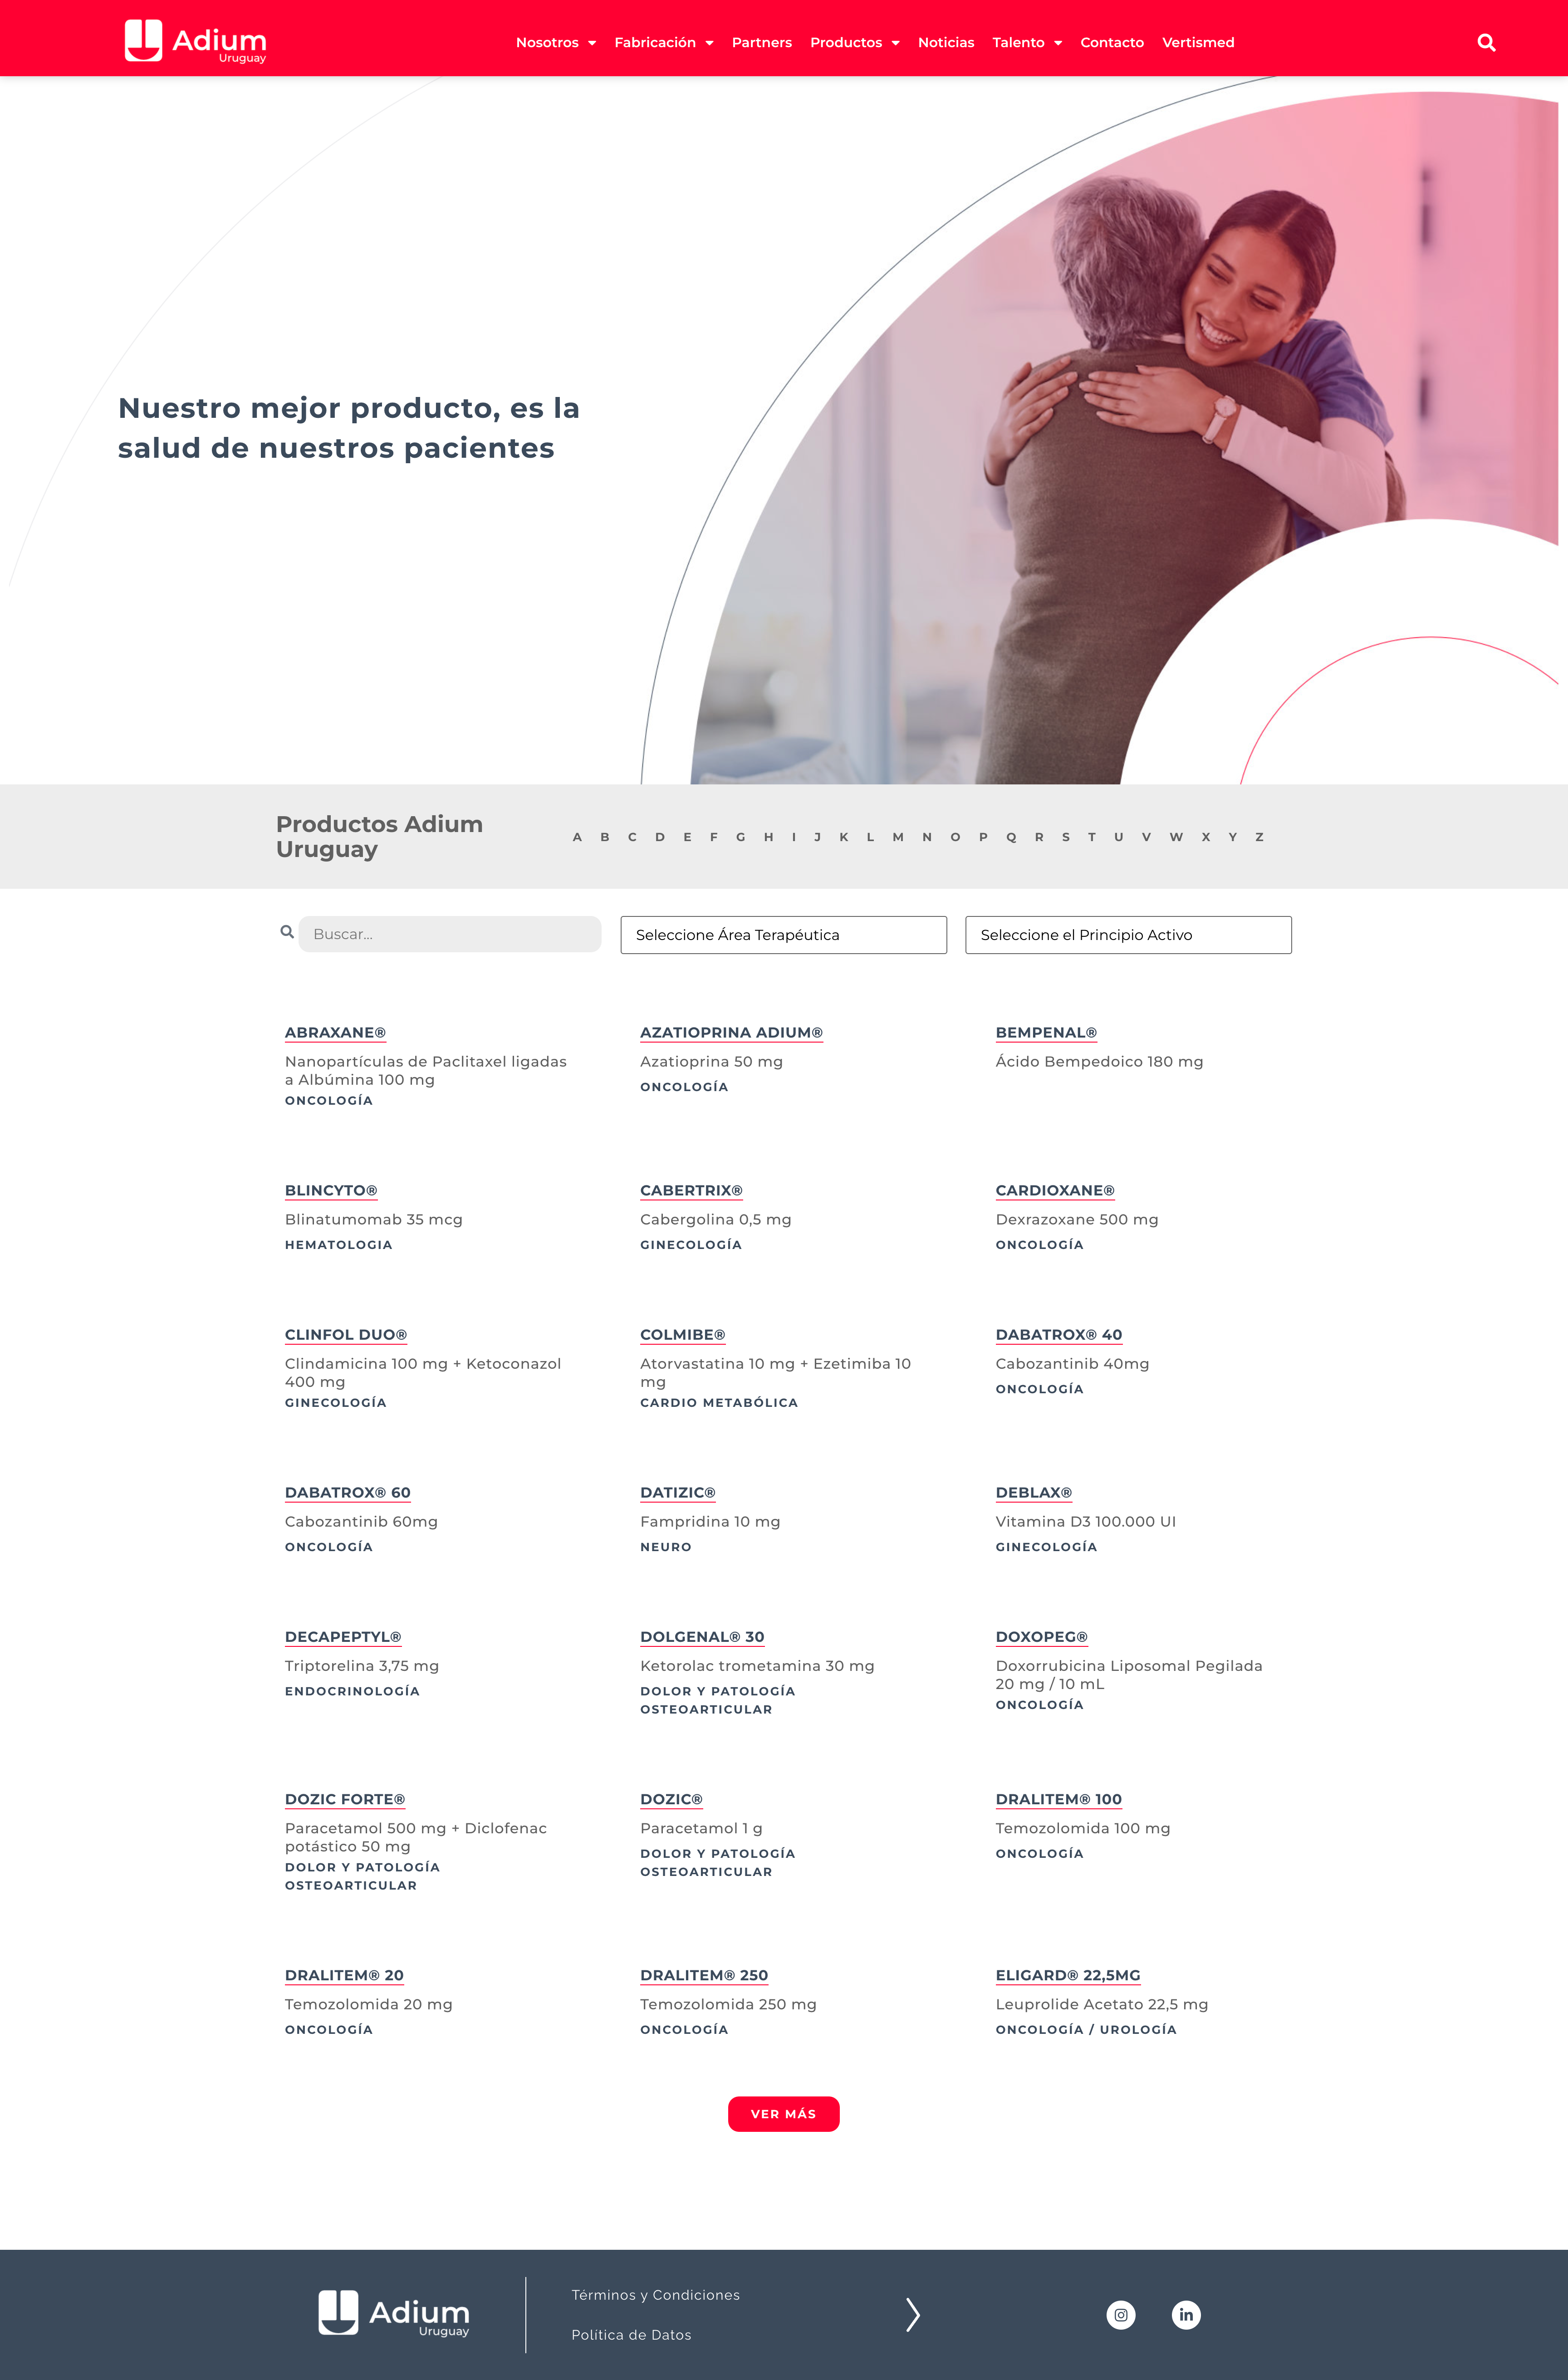 Adium
Uruguay
Nosotros Fabricación Partners Productos Noticias Talento Contacto Vertismed
Nuestro mejor producto, es la
salud de nuestros pacientes
Productos Adium
Uruguay
A B C D E F G H I J K L M N O P Q R S T U V W X Y Z
Buscar...
Seleccione Área Terapéutica
Seleccione el Principio Activo
ABRAXANE®
Nanopartículas de Paclitaxel ligadas
a Albúmina 100 mg
ONCOLOGÍA
AZATIOPRINA ADIUM®
Azatioprina 50 mg
ONCOLOGÍA
BEMPENAL®
Ácido Bempedoico 180 mg
BLINCYTO®
Blinatumomab 35 mcg
HEMATOLOGIA
CABERTRIX®
Cabergolina 0,5 mg
GINECOLOGÍA
CARDIOXANE®
Dexrazoxane 500 mg
ONCOLOGÍA
CLINFOL DUO®
Clindamicina 100 mg + Ketoconazol
400 mg
GINECOLOGÍA
COLMIBE®
Atorvastatina 10 mg + Ezetimiba 10
mg
CARDIO METABÓLICA
DABATROX® 40
Cabozantinib 40mg
ONCOLOGÍA
DABATROX® 60
Cabozantinib 60mg
ONCOLOGÍA
DATIZIC®
Fampridina 10 mg
NEURO
DEBLAX®
Vitamina D3 100.000 UI
GINECOLOGÍA
DECAPEPTYL®
Triptorelina 3,75 mg
ENDOCRINOLOGÍA
DOLGENAL® 30
Ketorolac trometamina 30 mg
DOLOR Y PATOLOGÍA
OSTEOARTICULAR
DOXOPEG®
Doxorrubicina Liposomal Pegilada
20 mg / 10 mL
ONCOLOGÍA
DOZIC FORTE®
Paracetamol 500 mg + Diclofenac
potástico 50 mg
DOLOR Y PATOLOGÍA
OSTEOARTICULAR
DOZIC®
Paracetamol 1 g
DOLOR Y PATOLOGÍA
OSTEOARTICULAR
DRALITEM® 100
Temozolomida 100 mg
ONCOLOGÍA
DRALITEM® 20
Temozolomida 20 mg
ONCOLOGÍA
DRALITEM® 250
Temozolomida 250 mg
ONCOLOGÍA
ELIGARD® 22,5MG
Leuprolide Acetato 22,5 mg
ONCOLOGÍA / UROLOGÍA
VER MÁS
Adium
Uruguay
Términos y Condiciones
Política de Datos